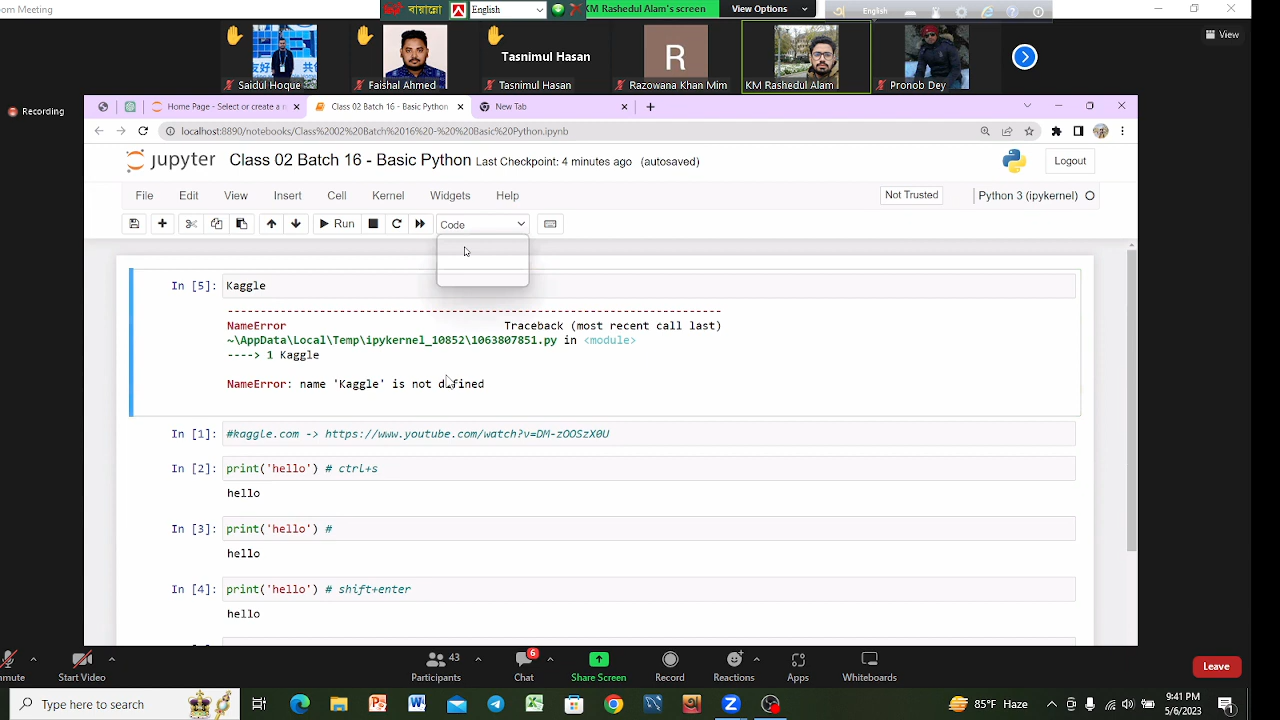 oom Meeting
বায়ান্নো
English
KM Rashedul Alam's screen
View Options
অ
English
View
Tasnimul Hasan
R
Saidul Hoque
Faishal Ahmed
Tasnimul Hasan
Razowana Khan Mim
KM Rashedul Alam
Pronob Dey
Recording
Home Page - Select or create a n
Class 02 Batch 16 - Basic Python
New Tab
localhost:8890/notebooks/Class%2002%20Batch%2016%20-%20%20Basic%20Python.ipynb
jupyter Class 02 Batch 16 - Basic Python Last Checkpoint: 4 minutes ago (autosaved)
Logout
File Edit View Insert Cell Kernel Widgets Help
Not Trusted
Python 3 (ipykernel)
Run
Code
In [5]: Kaggle
---------------------------------------------------------------------------
NameError Traceback (most recent call last)
~\AppData\Local\Temp\ipykernel_10852\1063807851.py in <module>
----> 1 Kaggle
NameError: name 'Kaggle' is not defined
In [1]: #kaggle.com -> https://www.youtube.com/watch?v=DM-zOOSzX0U
In [2]: print('hello') # ctrl+s
hello
In [3]: print('hello') #
hello
In [4]: print('hello') # shift+enter
hello
mute
Start Video
43
Participants
6
Chat
Share Screen
Record
Reactions
Apps
Whiteboards
Leave
Type here to search
85°F Haze
9:41 PM
5/6/2023
1